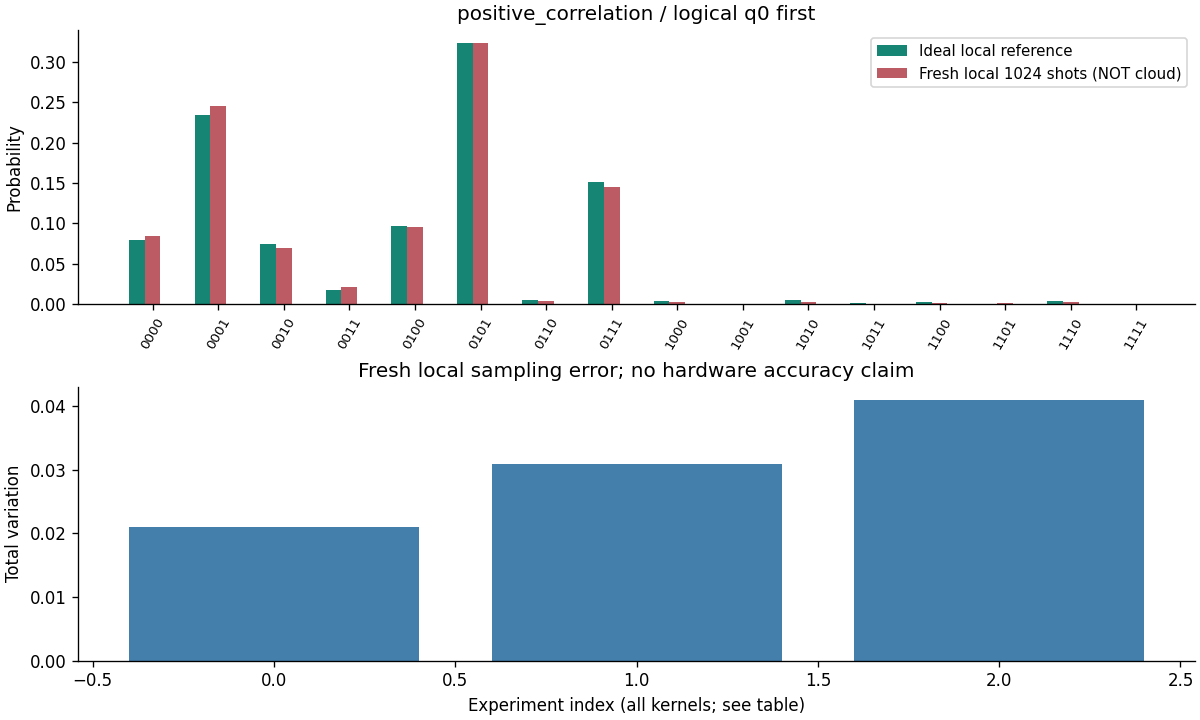 positive_correlation / logical q0 first
Ideal local reference
Fresh local 1024 shots (NOT cloud)
Probability
0.30
0.25
0.20
0.15
0.10
0.05
0.00
0000 0001 0010 0011 0100 0101 0110 0111 1000 1001 1010 1011 1100 1101 1110 1111
Fresh local sampling error; no hardware accuracy claim
Total variation
0.04
0.03
0.02
0.01
0.00
−0.5 0.0 0.5 1.0 1.5 2.0 2.5
Experiment index (all kernels; see table)